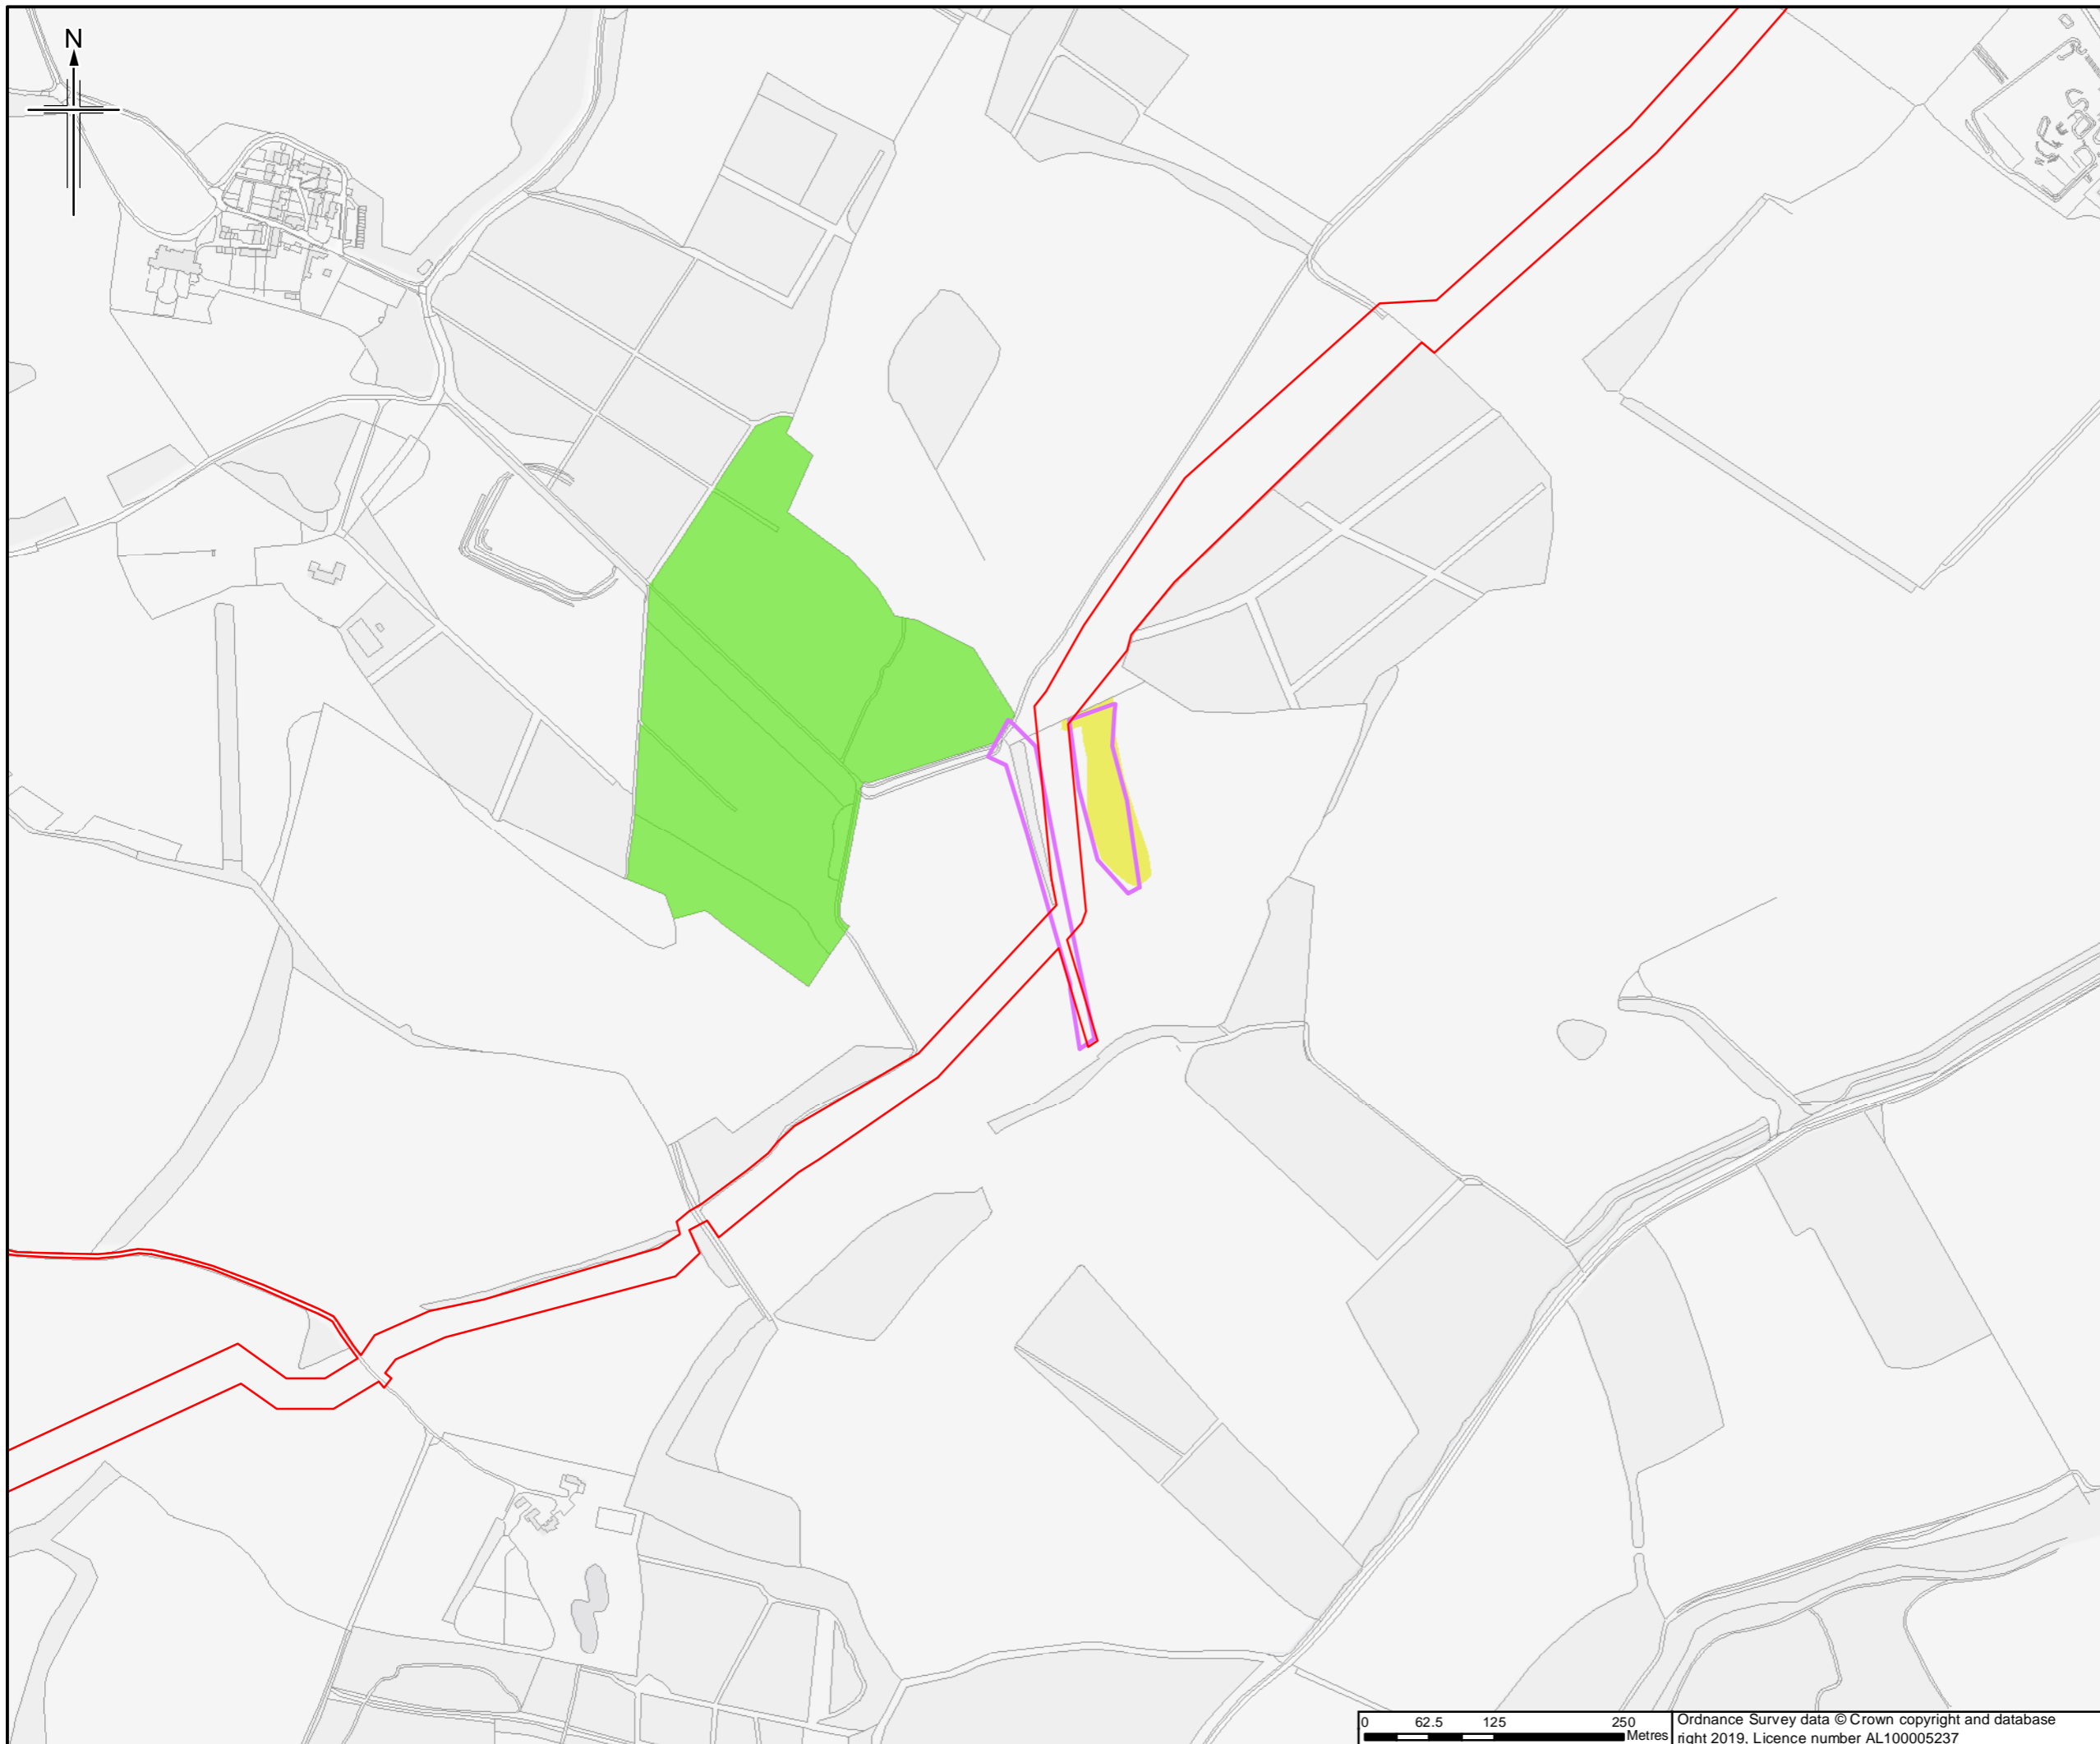 N
0 62.5 125 250
Metres
Ordnance Survey data © Crown copyright and database
right 2019, Licence number AL100005237